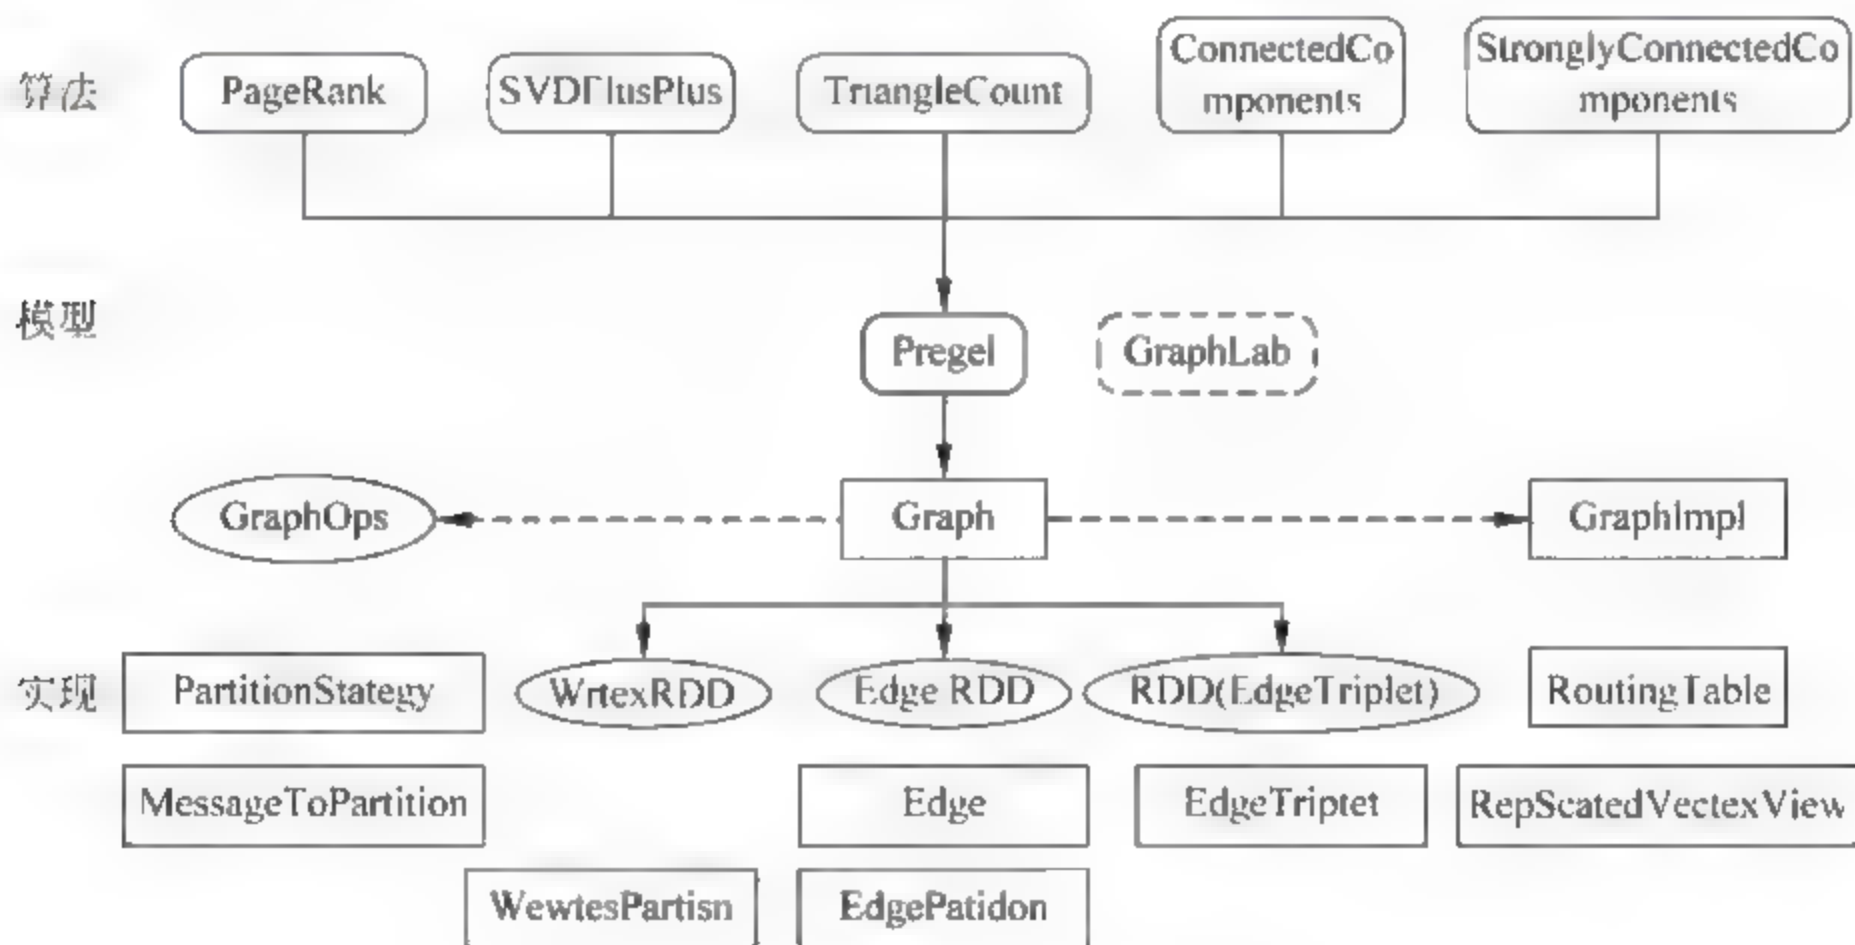 算法
PageRank
SVDPlusPlus
TriangleCount
ConnectedCo
mponents
StronglyConnectedCo
mponents
模型
Pregel
GraphLab
GraphOps
Graph
GraphImpl
实现
PartitionStategy
WrtexRDD
Edge RDD
RDD(EdgeTriplet)
RoutingTable
MessageToPartition
Edge
EdgeTriptet
RepScatedVectexView
WewtesPartisn
EdgePatidon